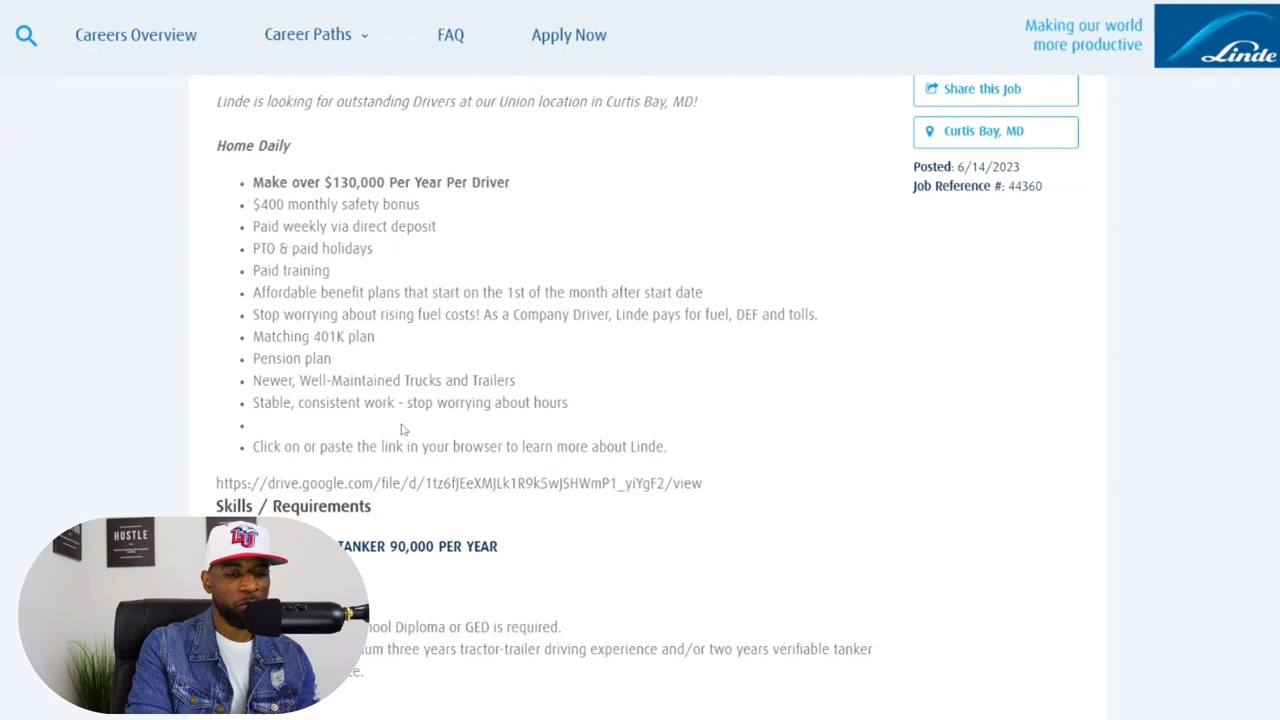 Careers Overview
Career Paths
FAQ
Apply Now
Making our world
more productive
Linde
Linde is looking for outstanding Drivers at our Union location in Curtis Bay, MD!
Share this Job
Curtis Bay, MD
Posted: 6/14/2023
Job Reference #: 44360
Home Daily
• Make over $130,000 Per Year Per Driver
• $400 monthly safety bonus
• Paid weekly via direct deposit
• PTO & paid holidays
• Paid training
• Affordable benefit plans that start on the 1st of the month after start date
• Stop worrying about rising fuel costs! As a Company Driver, Linde pays for fuel, DEF and tolls.
• Matching 401K plan
• Pension plan
• Newer, Well-Maintained Trucks and Trailers
• Stable, consistent work - stop worrying about hours
•
• Click on or paste the link in your browser to learn more about Linde.
https://drive.google.com/file/d/1tz6fJEeXMJLk1R9k5wJSHWmP1_yiYgF2/view
Skills / Requirements
TANKER 90,000 PER YEAR
Diploma or GED is required.
three years tractor-trailer driving experience and/or two years verifiable tanker
HUSTLE